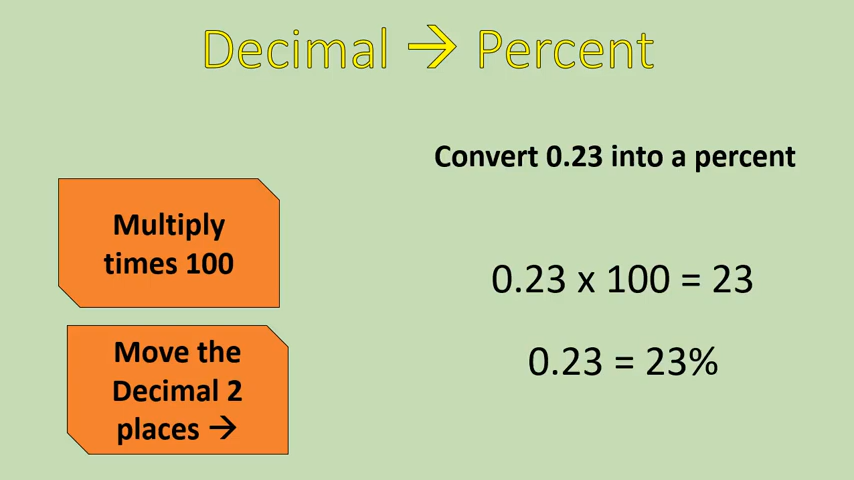 Decimal → Percent
Convert 0.23 into a percent
Multiply
times 100
0.23 x 100 = 23
Move the
Decimal 2
places →
0.23 = 23%